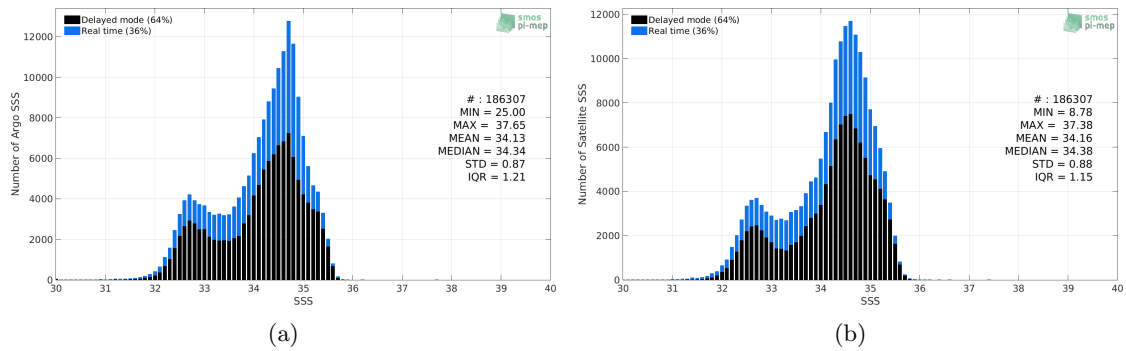 Delayed mode (64%)
Real time (36%)
smos
pi-mep
12000
10000
8000
6000
4000
2000
0
Number of Argo SSS
# : 186307
MIN = 25.00
MAX = 37.65
MEAN = 34.13
MEDIAN = 34.34
STD = 0.87
IQR = 1.21
30 31 32 33 34 35 36 37 38 39 40
SSS
(a)
Delayed mode (64%)
Real time (36%)
smos
pi-mep
12000
10000
8000
6000
4000
2000
0
Number of Satellite SSS
# : 186307
MIN = 8.78
MAX = 37.38
MEAN = 34.16
MEDIAN = 34.38
STD = 0.88
IQR = 1.15
30 31 32 33 34 35 36 37 38 39 40
SSS
(b)